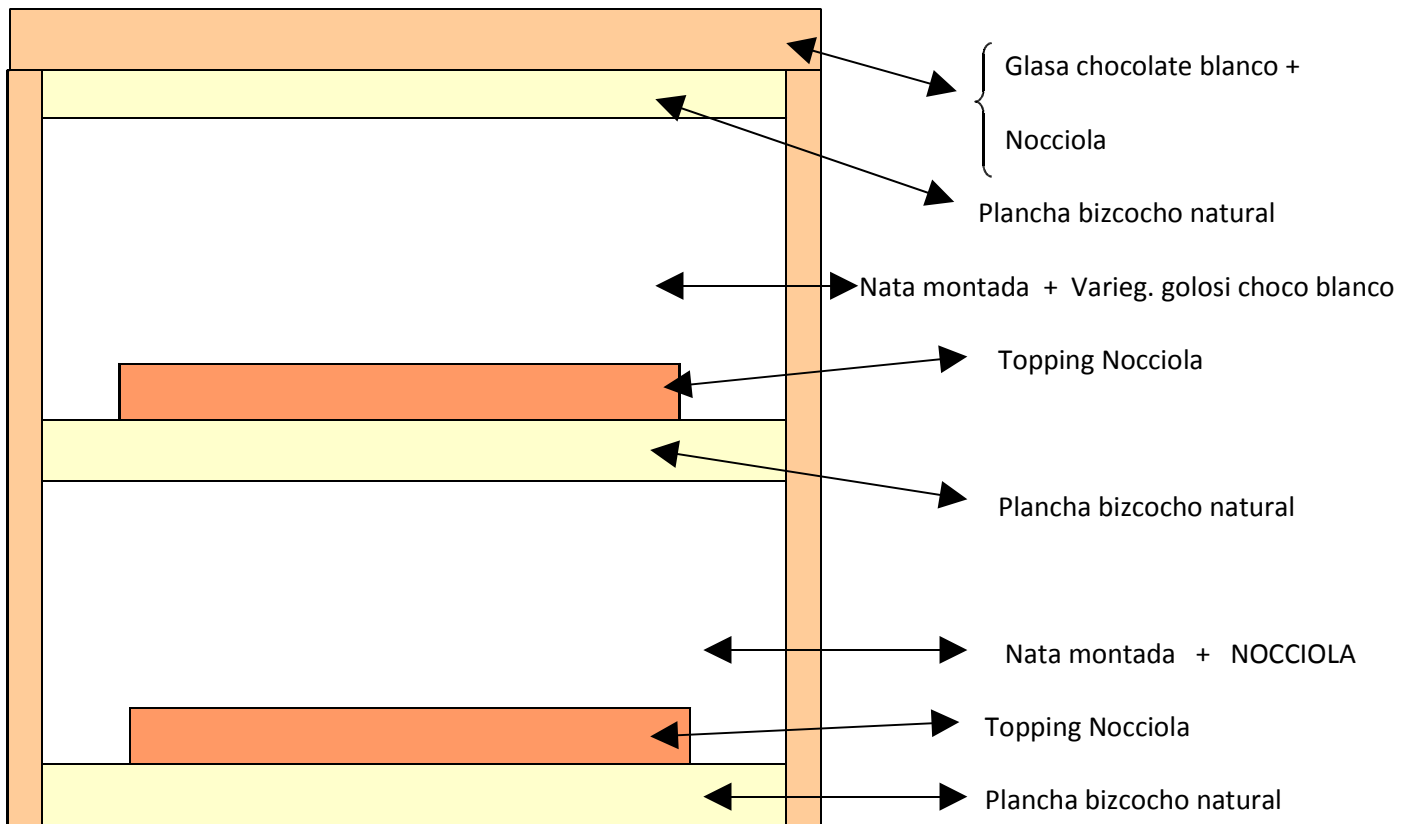 Glasa chocolate blanco +
Nocciola
Plancha bizcocho natural
Nata montada + Varieg. golosi choco blanco
Topping Nocciola
Plancha bizcocho natural
Nata montada + NOCCIOLA
Topping Nocciola
Plancha bizcocho natural